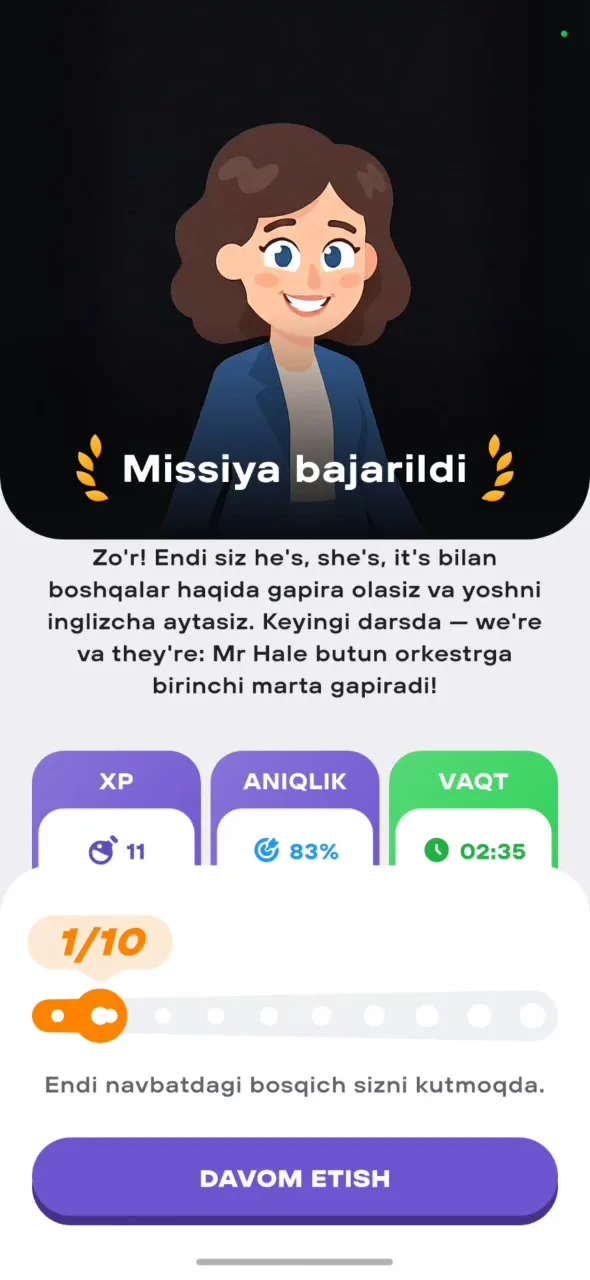 Missiya bajarildi
Zo'r! Endi siz he's, she's, it's bilan
boshqalar haqida gapira olasiz va yoshni
inglizcha aytasiz. Keyingi darsda — we're
va they're: Mr Hale butun orkestrga
birinchi marta gapiradi!
XP
ANIQLIK
VAQT
11
83%
02:35
1/10
Endi navbatdagi bosqich sizni kutmoqda.
DAVOM ETISH